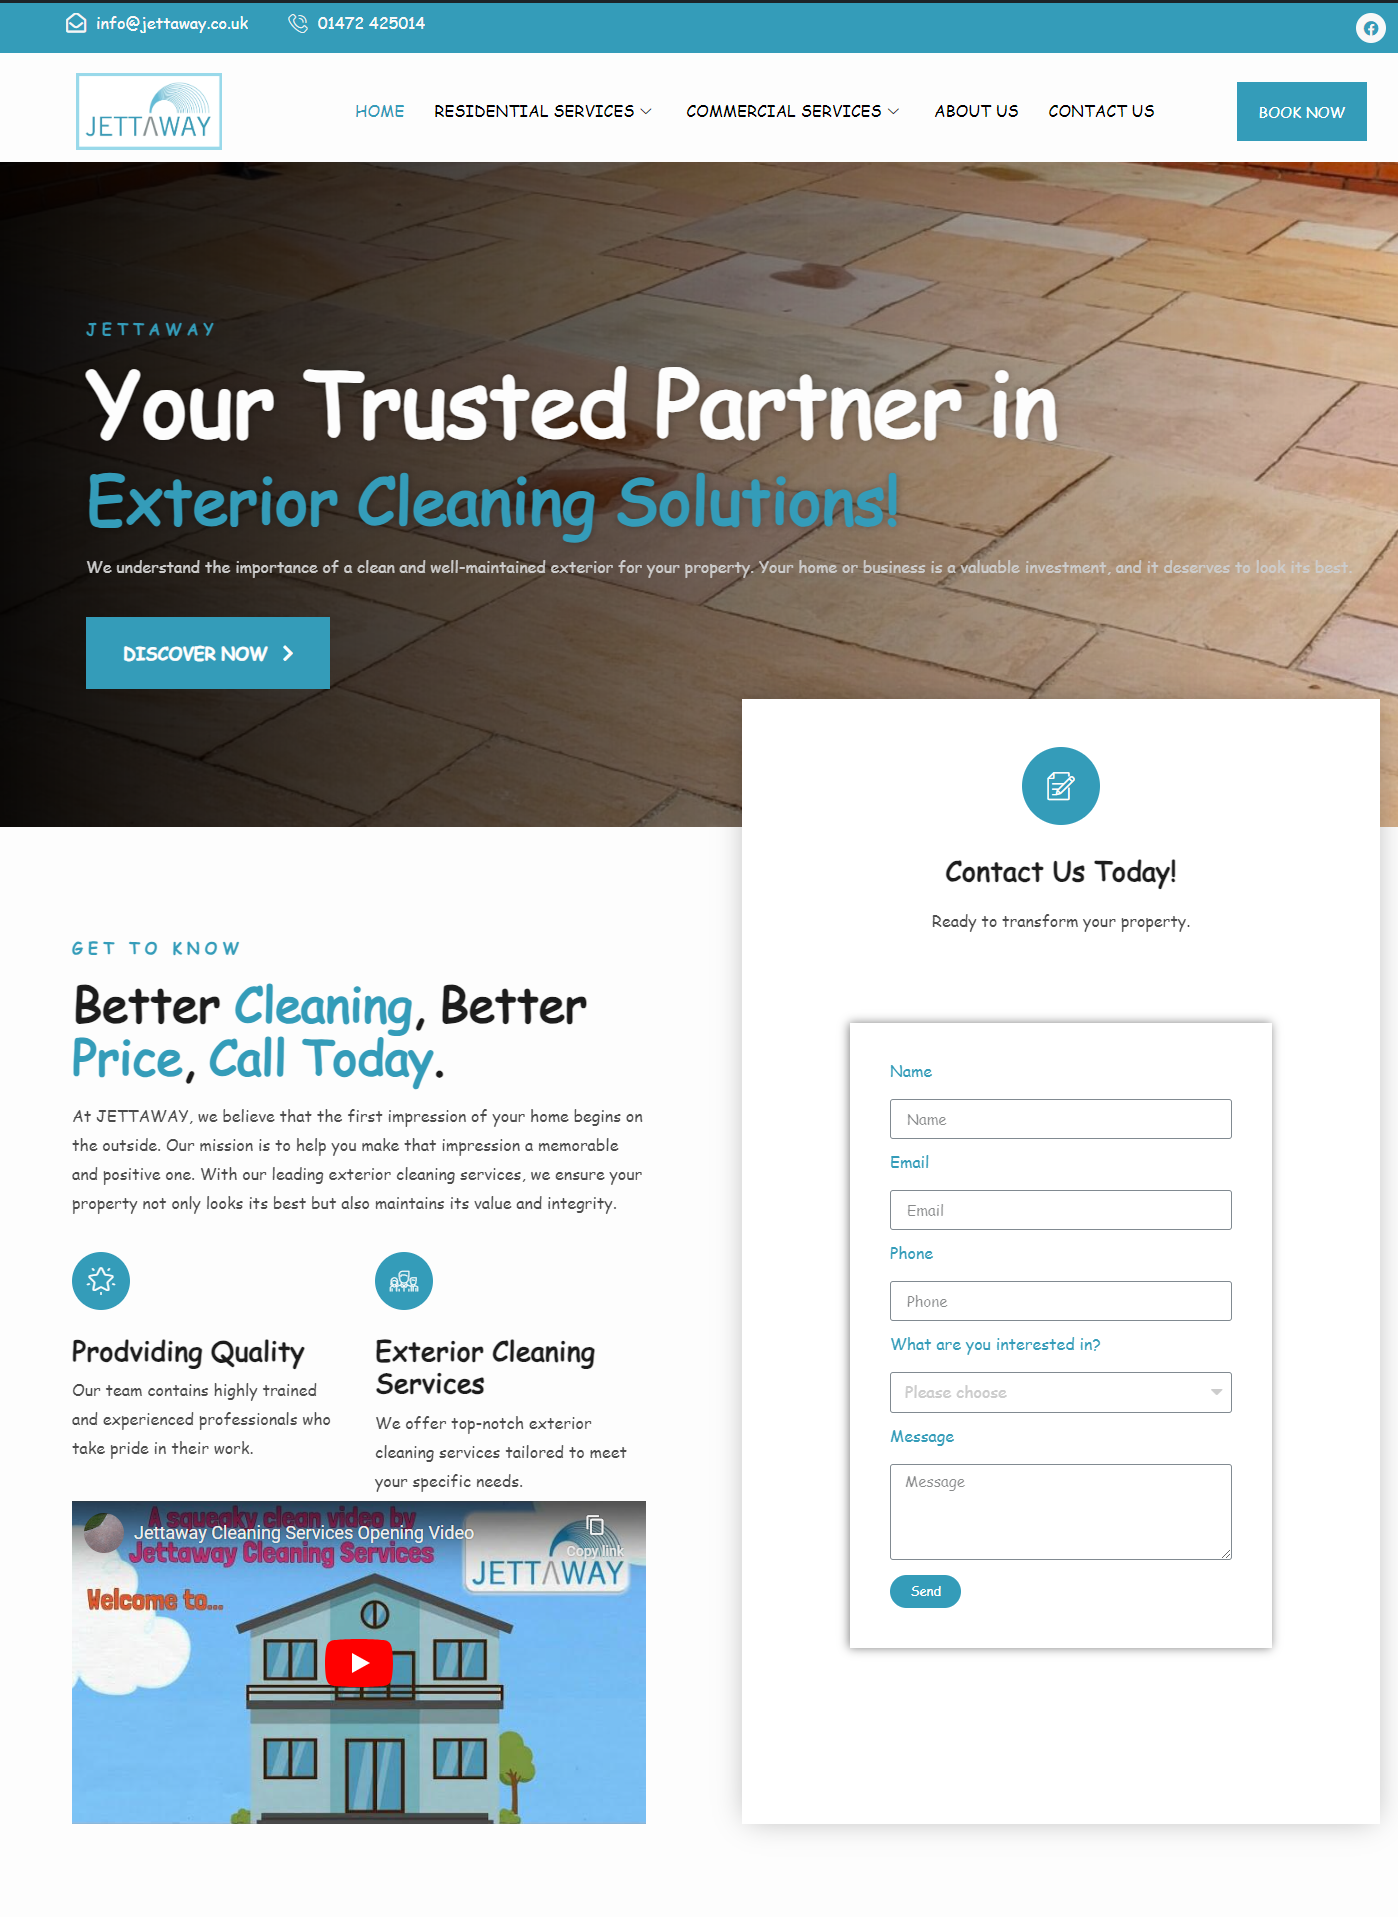 info@jettaway.co.uk
01472 425014
JETTAWAY
HOME
RESIDENTIAL SERVICES
COMMERCIAL SERVICES
ABOUT US
CONTACT US
BOOK NOW
JETTAWAY
Your Trusted Partner in
Exterior Cleaning Solutions!
We understand the importance of a clean and well-maintained exterior for your property. Your home or business is a valuable investment, and it deserves to look its best.
DISCOVER NOW
GET TO KNOW
Better Cleaning, Better
Price, Call Today.
At JETTAWAY, we believe that the first impression of your home begins on
the outside. Our mission is to help you make that impression a memorable
and positive one. With our leading exterior cleaning services, we ensure your
property not only looks its best but also maintains its value and integrity.
Prodviding Quality
Our team contains highly trained
and experienced professionals who
take pride in their work.
Exterior Cleaning
Services
We offer top-notch exterior
cleaning services tailored to meet
your specific needs.
A squeaky clean video by
Jettaway Cleaning Services Opening Video
Jettaway Cleaning Services
Copy link
JETTAWAY
Welcome to...
Contact Us Today!
Ready to transform your property.
Name
Name
Email
Email
Phone
Phone
What are you interested in?
Please choose
Message
Message
Send